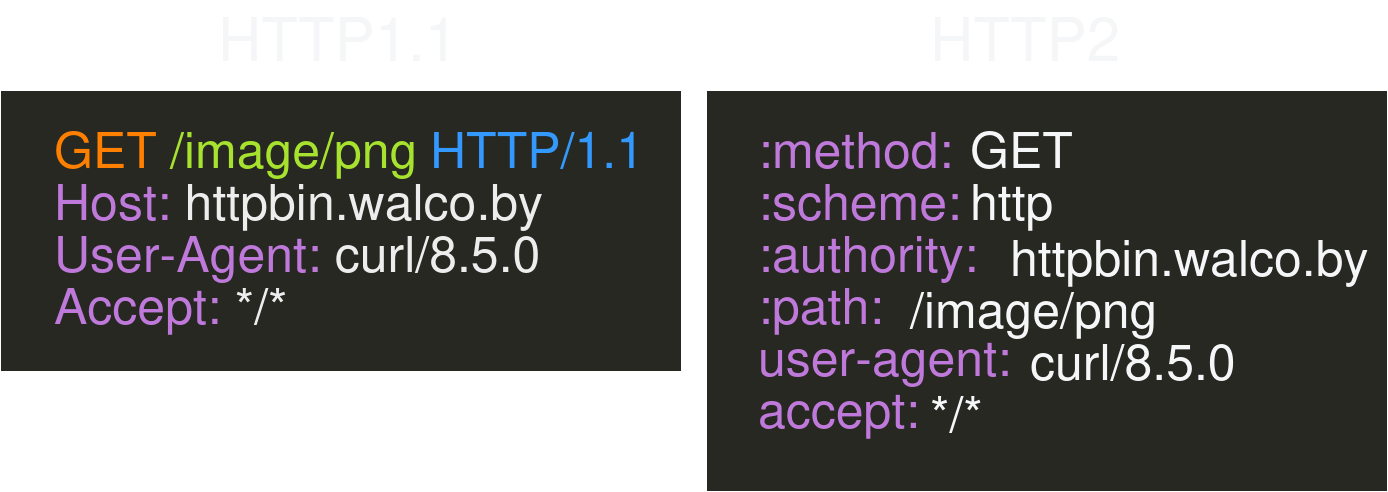 HTTP1.1
GET /image/png HTTP/1.1
Host: httpbin.walco.by
User-Agent: curl/8.5.0
Accept: */*
HTTP2
:method: GET
:scheme: http
:authority: httpbin.walco.by
:path: /image/png
user-agent: curl/8.5.0
accept: */*